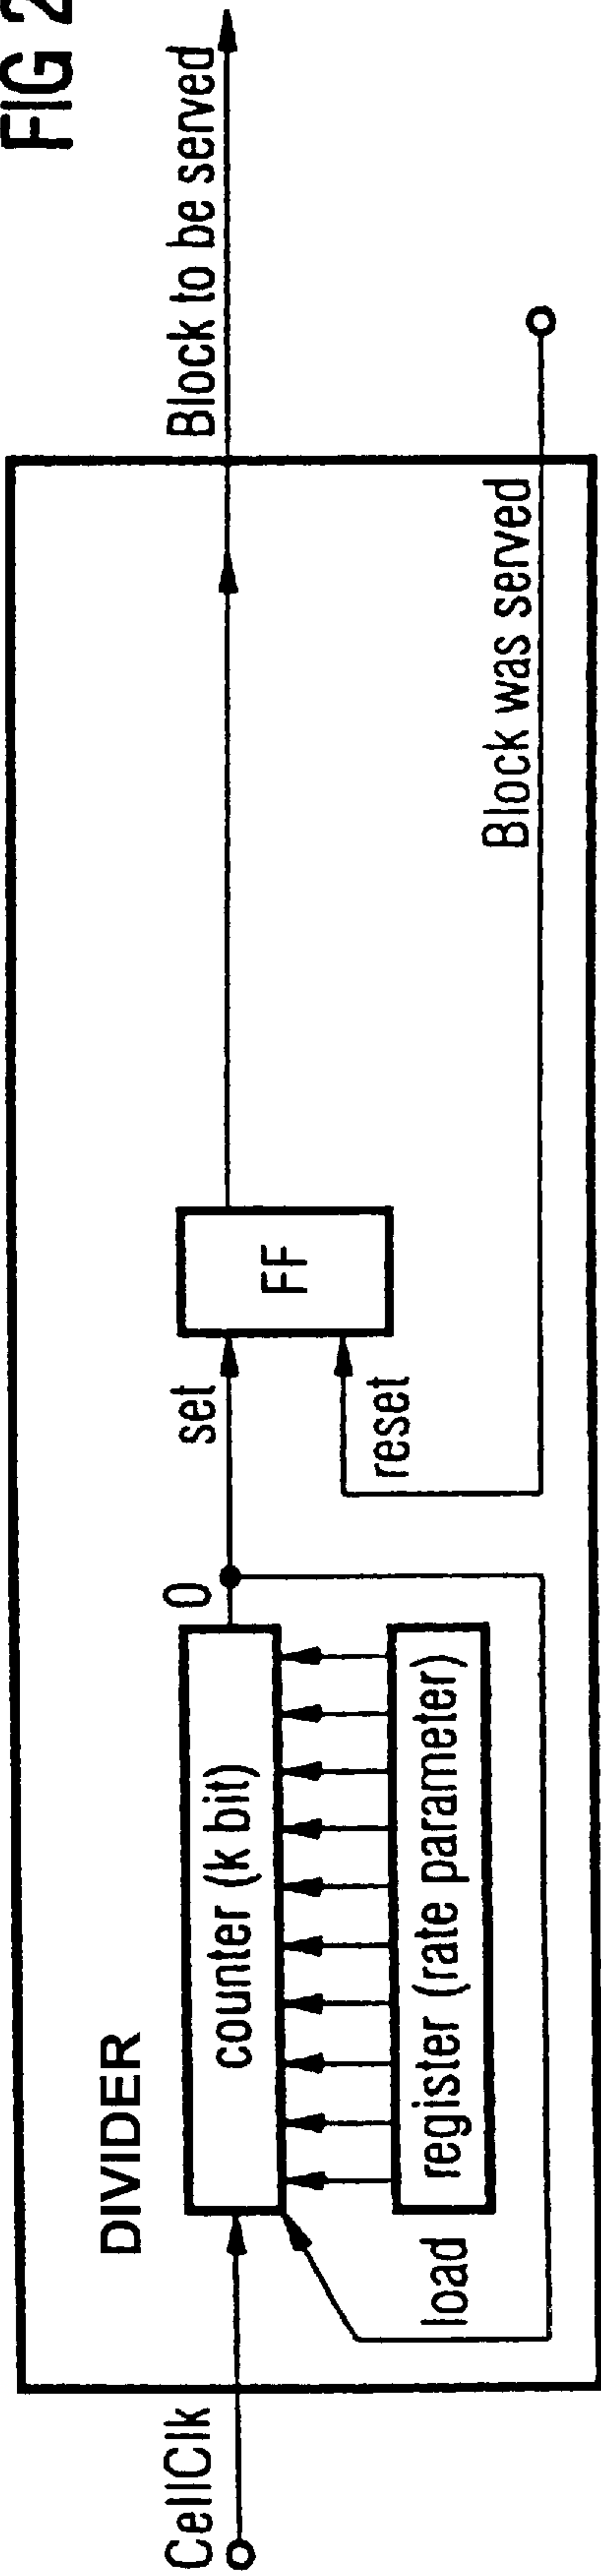 FIG 2
DIVIDER
CellClk
counter (k bit)
0
set
FF
reset
register (rate parameter)
load
Block to be served
Block was served